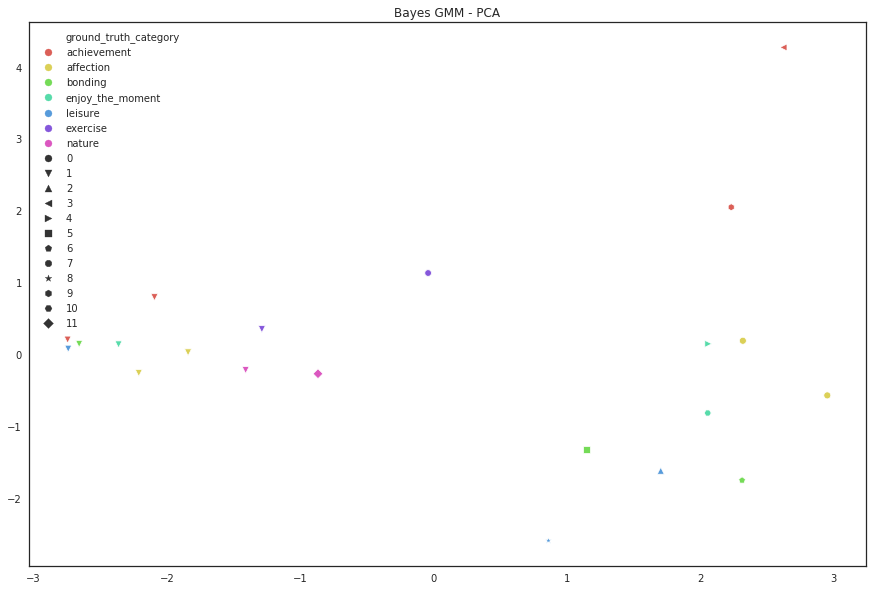 Bayes GMM - PCA
ground_truth_category
achievement
affection
bonding
enjoy_the_moment
leisure
exercise
nature
0
1
2
3
4
5
6
7
8
9
10
11
4
3
2
1
0
−1
−2
−3 −2 −1 0 1 2 3